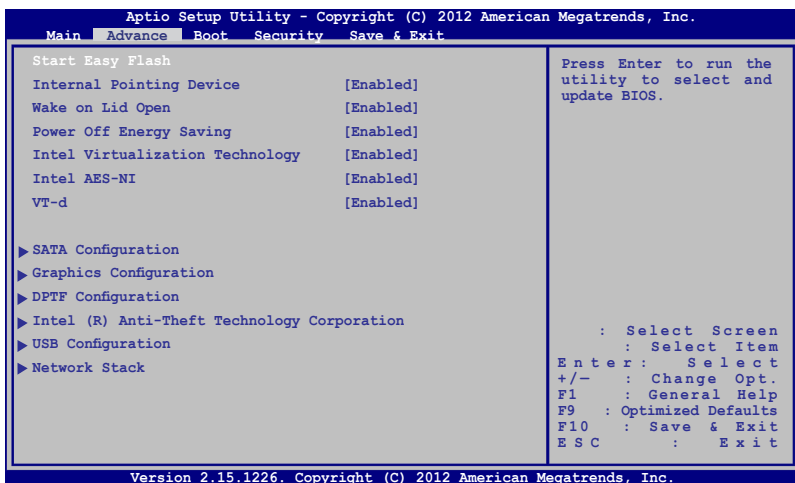 Aptio Setup Utility - Copyright (C) 2012 American Megatrends, Inc.
Main Advance Boot Security Save & Exit
Start Easy Flash
Internal Pointing Device [Enabled]
Wake on Lid Open [Enabled]
Power Off Energy Saving [Enabled]
Intel Virtualization Technology [Enabled]
Intel AES-NI [Enabled]
VT-d [Enabled]
SATA Configuration
Graphics Configuration
DPTF Configuration
Intel (R) Anti-Theft Technology Corporation
USB Configuration
Network Stack
Press Enter to run the
utility to select and
update BIOS.
: Select Screen
: Select Item
Enter: Select
+/— : Change Opt.
F1 : General Help
F9 : Optimized Defaults
F10 : Save & Exit
ESC : Exit
Version 2.15.1226. Copyright (C) 2012 American Megatrends, Inc.